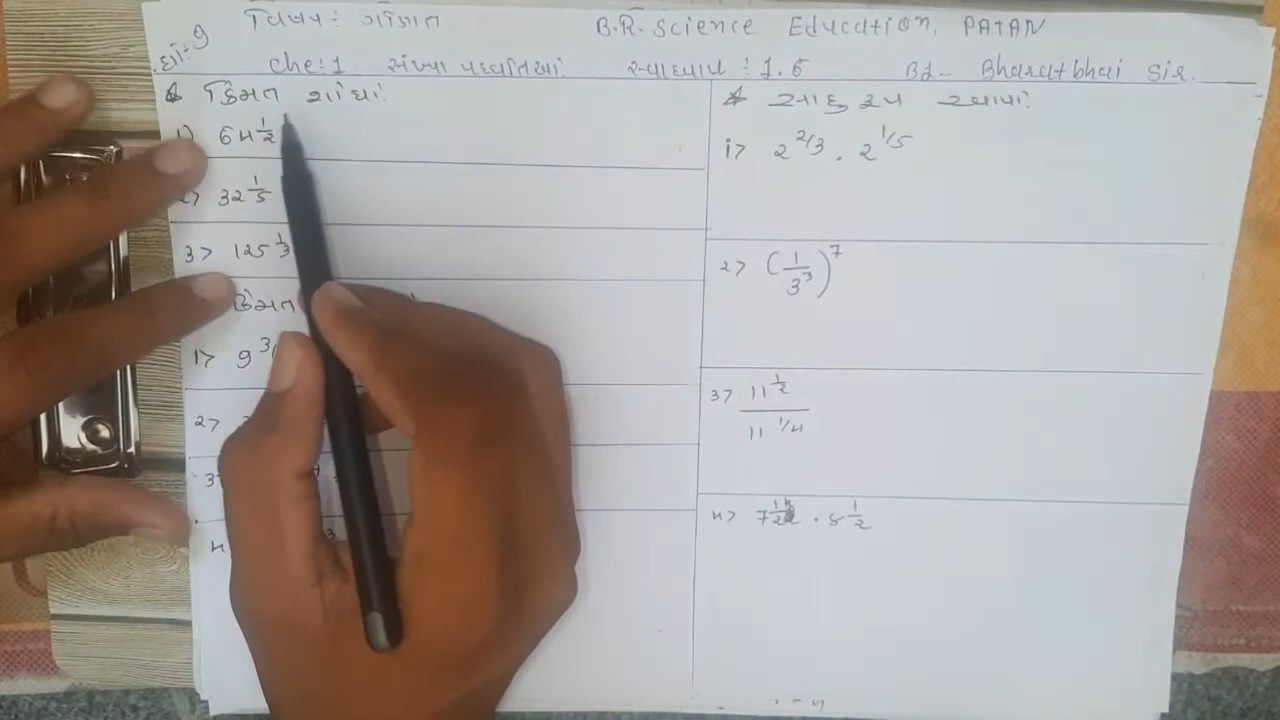 ધો:-9
વિષય: ગણિત
B.R. Science Education, PATAN
Che:1 સંખ્યા પદ્ધતિઓ સ્વાધ્યાય : 1.5 By- Bharatbhai Sir.
કિંમત શોધો:
1) 64^1/2
2) 32^1/5
3) 125^1/3
કિંમત
1) 9^3/
2)
3)
4
સાદુ રૂપ આપો:
1) 2^2/3 . 2^1/5
2) (1/3^3)^7
3) 11^1/2 / 11^1/4
4) 7^1/2 . 8^1/2